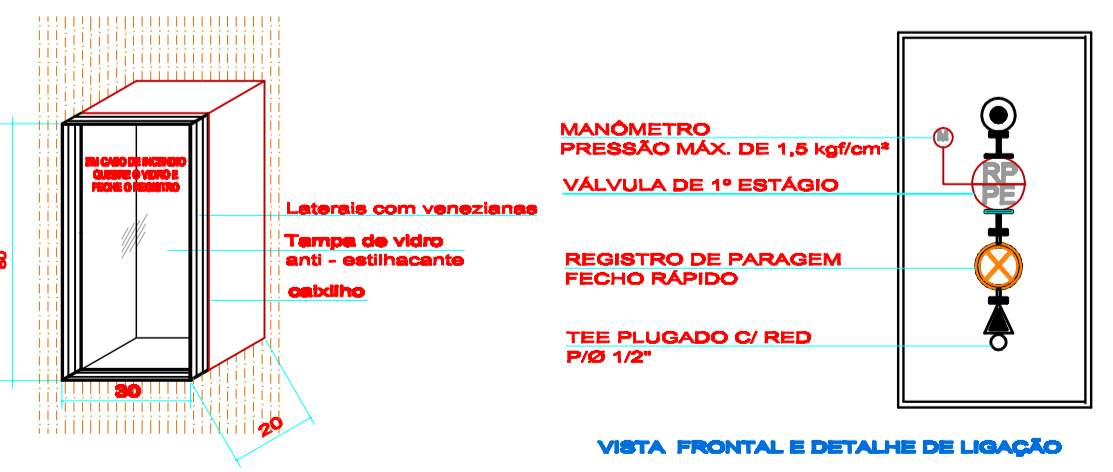 EM CASO DE INCENDIO
QUEBRE O VIDRO E
FECHE O REGISTRO
Laterais com venezianas
Tampa de vidro
anti - estilhacante
caixilho
30
20
MANÔMETRO
PRESSÃO MÁX. DE 1,5 kgf/cm²
VÁLVULA DE 1º ESTÁGIO
REGISTRO DE PARAGEM
FECHO RÁPIDO
TEE PLUGADO C/ RED
P/Ø 1/2"
RP
PE
VISTA FRONTAL E DETALHE DE LIGAÇÃO